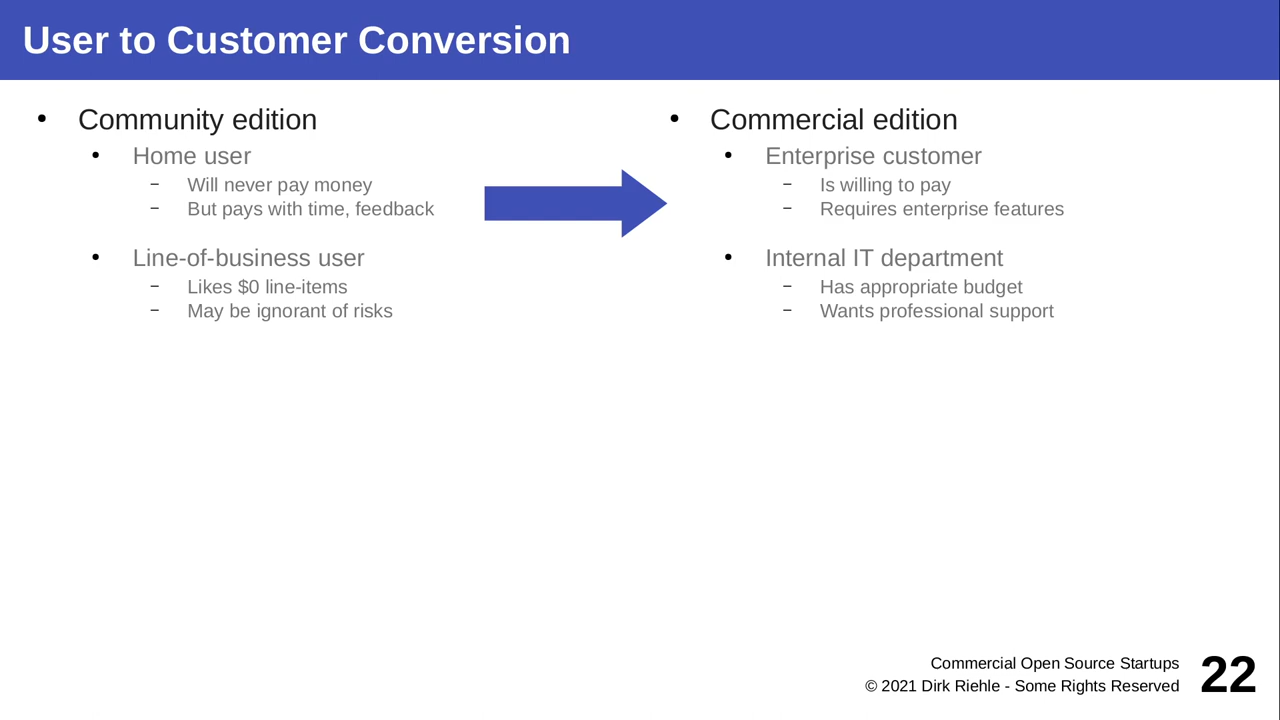 User to Customer Conversion
• Community edition
• Home user
– Will never pay money
– But pays with time, feedback
• Line-of-business user
– Likes $0 line-items
– May be ignorant of risks
• Commercial edition
• Enterprise customer
– Is willing to pay
– Requires enterprise features
• Internal IT department
– Has appropriate budget
– Wants professional support
Commercial Open Source Startups
© 2021 Dirk Riehle - Some Rights Reserved
22